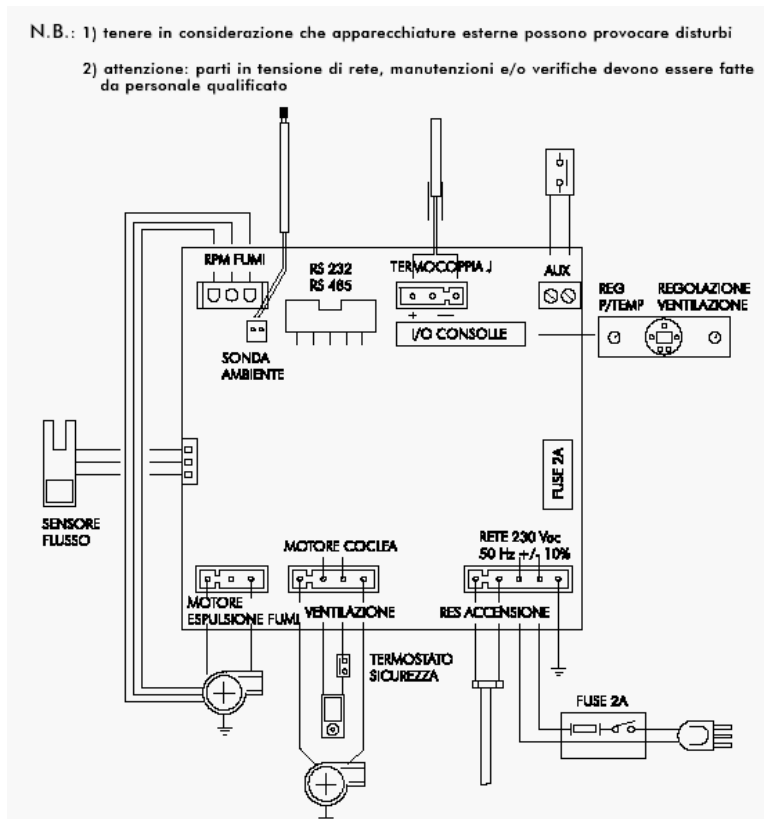 N.B.: 1) tenere in considerazione che apparecchiature esterne possono provocare disturbi
2) attenzione: parti in tensione di rete, manutenzioni e/o verifiche devono essere fatte
da personale qualificato
RPM FUMI
RS 232
RS 485
TERMOCOPPIA J
AUX
REG
P/TEMP
REGOLAZIONE
VENTILAZIONE
+ —
I/O CONSOLLE
SONDA
AMBIENTE
SENSORE
FLUSSO
FUSE 2A
MOTORE COCLEA
RETE 230 Vac
50 Hz +/- 10%
MOTORE
ESPULSIONE FUMI
VENTILAZIONE
RES ACCENSIONE
TERMOSTATO
SICUREZZA
FUSE 2A